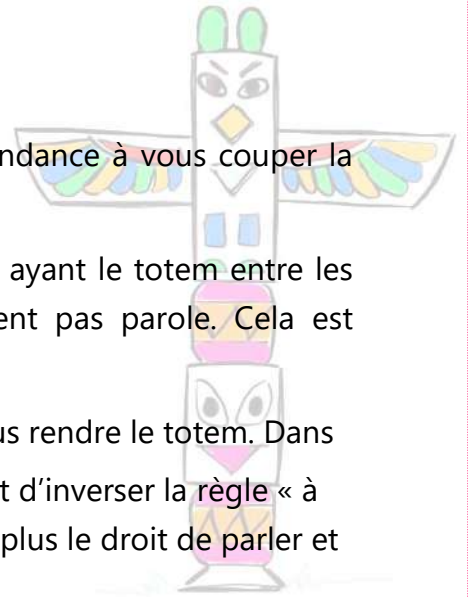 ndance à vous couper la
ayant le totem entre les
ent pas parole. Cela est
us rendre le totem. Dans
t d'inverser la règle « à
plus le droit de parler et